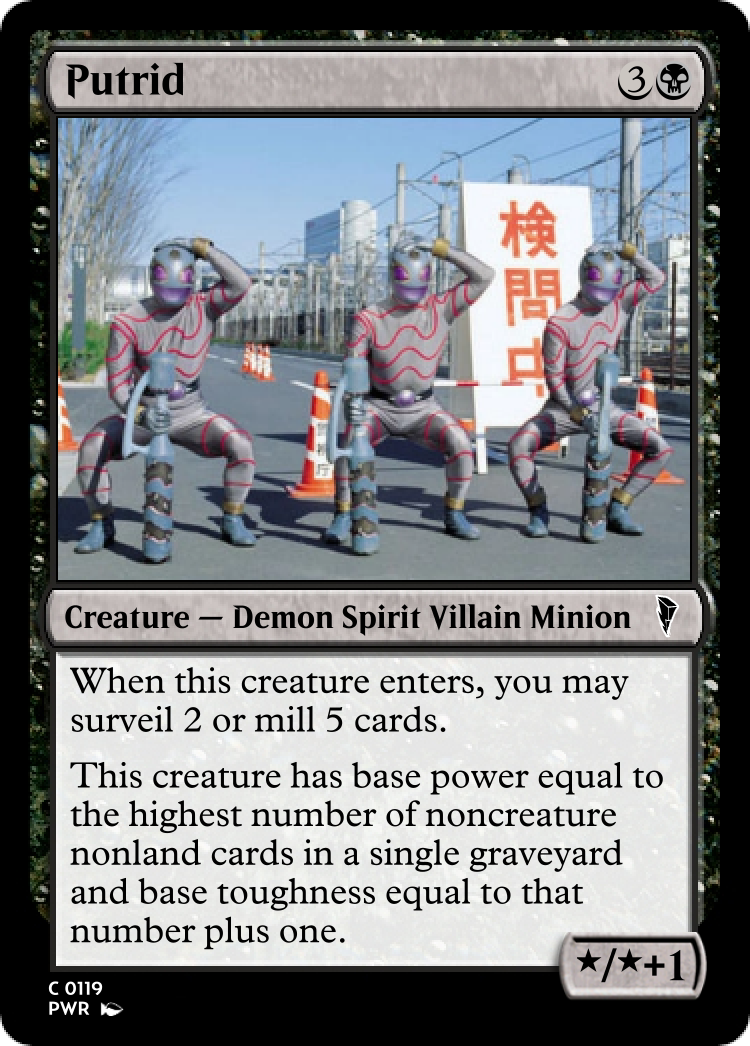 Putrid
3
検
問
中
Creature — Demon Spirit Villain Minion
When this creature enters, you may
surveil 2 or mill 5 cards.
This creature has base power equal to
the highest number of noncreature
nonland cards in a single graveyard
and base toughness equal to that
number plus one.
★/★+1
C 0119
PWR